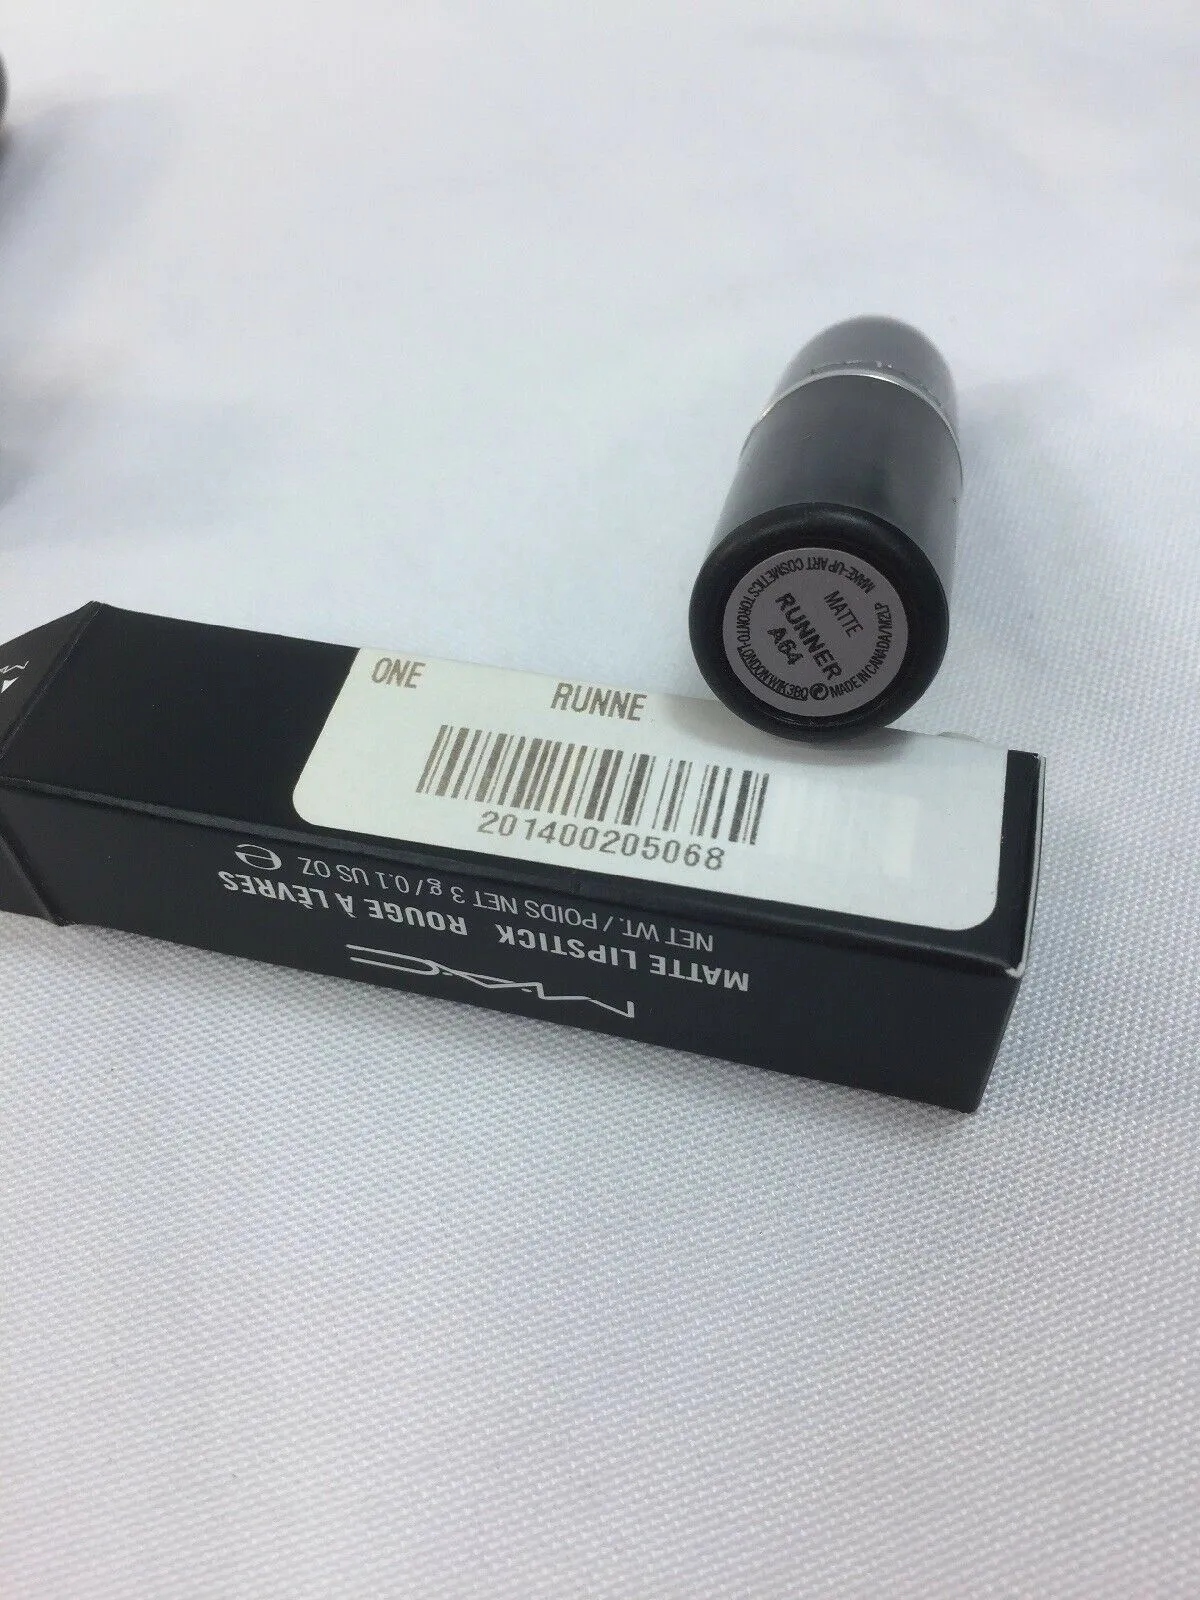 MAKE-UP ART COSMETICS TORONTO-LONDON W1K 3BQ
MADE IN CANADA/M2LP
MATTE
RUNNER
A64
ONE RUNNE
201400205068
MAC
MATTE LIPSTICK ROUGE À LÈVRES
NET WT./POIDS NET 3 g/0.1 US OZ e